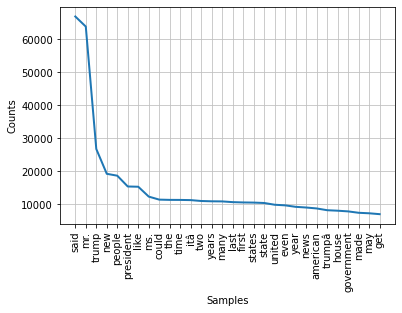 60000
50000
40000
30000
20000
10000
Counts
said
mr.
trump
new
people
president
like
ms.
could
the
time
itâ
two
years
many
last
first
states
state
united
even
year
news
american
trumpâ
house
government
made
may
get
Samples